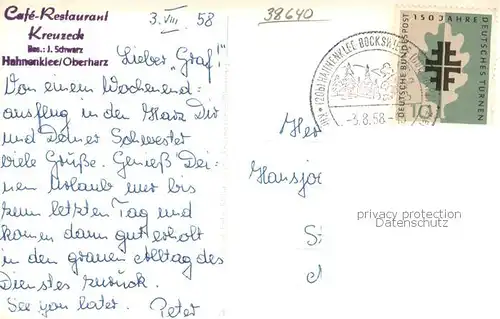 Café-Restaurant
Kreuzeck
Bes.: J. Schwarz
Hahnenklee/Oberharz
3. VIII. 58
38640
Lieber „Graf"!
Von einem Wochenend-
ausflug in den Harz Dir
und Deiner Schwester
viele Grüße. Genieß Dei-
nen Urlaub nur bis
zum letzten Tag und
komm dann gut erholt
in den grauen Alltag des
Dienstes zurück.
See you later. Peter
HAHNENKLEE BOCKSWIESE
-3.8.58-
150 JAHRE
DEUTSCHES TURNEN
DEUTSCHE BUNDESPOST
10
Her
Hansjo
privacy protection
Datenschutz